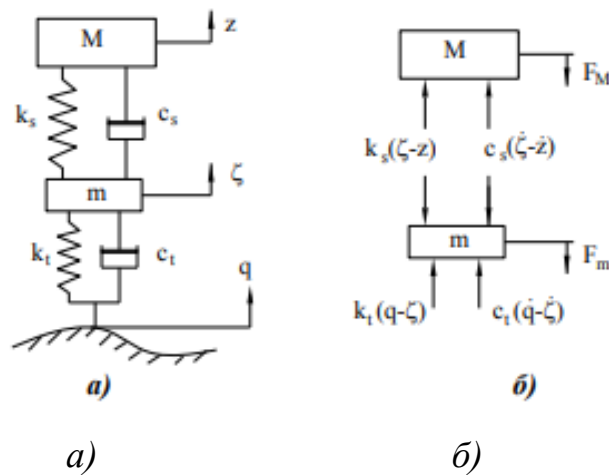 z
M
k_s
c_s
ζ
m
k_t
c_t
q
а)
M
F_M
k_s(ζ-z) c_s(ζ̇-ż)
m
F_m
k_t(q-ζ) c_t(q̇-ζ̇)
б)
а) б)